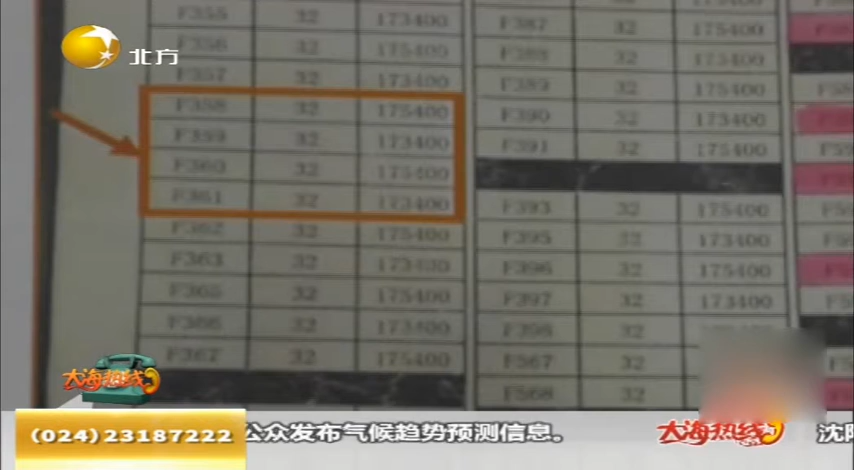 F355 32 173400
F356 32 175400
F357 32 173400
F358 32 175400
F359 32 173400
F360 32 175400
F361 32 173400
F362 32 175400
F363 32 173400
F365 32 175400
F366 32 173400
F367 32 175400
F387 32 175400
F388 32 173400
F389 32 175400
F390 32 173400
F391 32 175400
F393 32 175400
F395 32 173400
F396 32 175400
F397 32 173400
F398 32
F567 32
F568 32
北方
大海热线
(024)23187222
公众发布气候趋势预测信息。
大海热线
沈